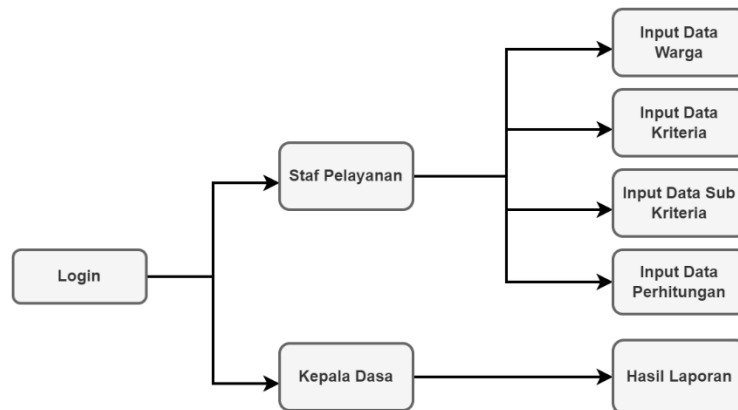 Input Data
Warga
Input Data
Kriteria
Staf Pelayanan
Input Data Sub
Kriteria
Login
Input Data
Perhitungan
Kepala Dasa
Hasil Laporan